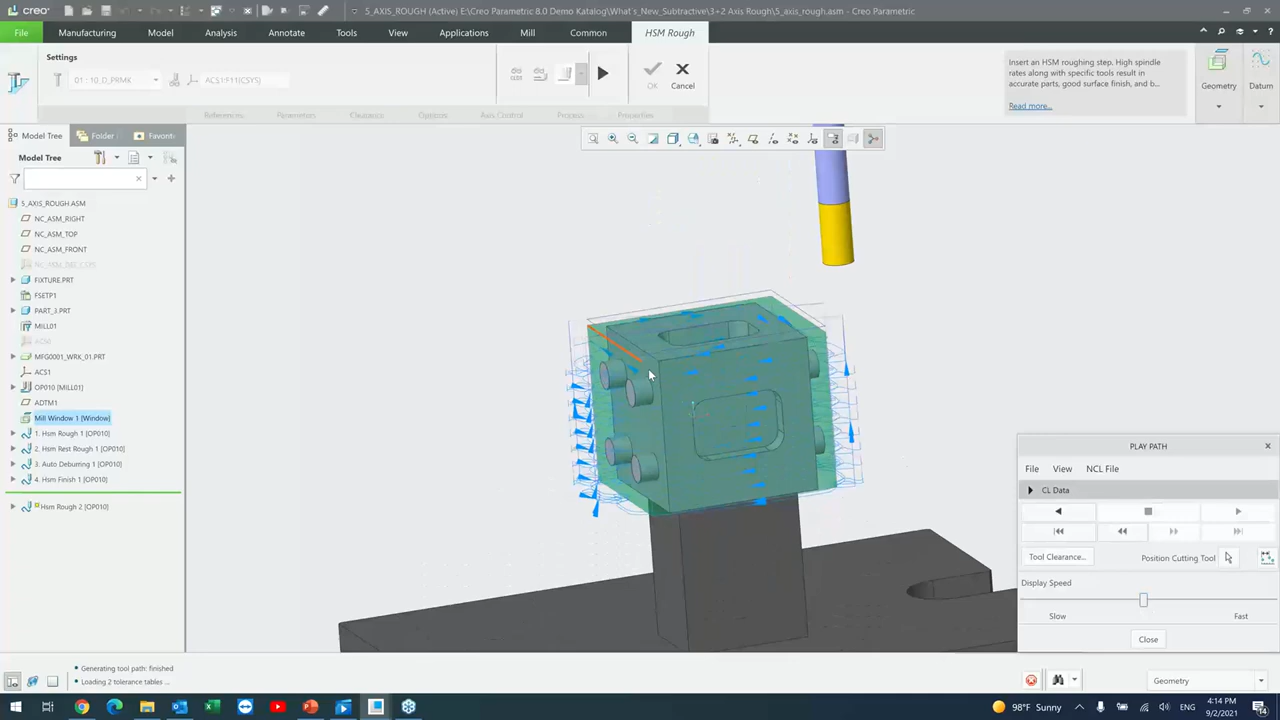 creo
5_AXIS_ROUGH (Active) E:\Creo Parametric 8.0 Demo Katalog\What's_New_Subtractive\3+2 Axis Rough\5_axis_rough.asm - Creo Parametric
File Manufacturing Model Analysis Annotate Tools View Applications Mill Common HSM Rough
Settings
01 : 10_D_PRMK
ACS1:F11(CSYS)
OK Cancel
Insert an HSM roughing step. High spindle
rates along with specific tools result in
accurate parts, good surface finish, and b...
Read more...
Geometry Datum
References Parameters Clearance Options Axis Control Process Properties
Model Tree Folder Favorit
Model Tree
5_AXIS_ROUGH.ASM
NC_ASM_RIGHT
NC_ASM_TOP
NC_ASM_FRONT
FIXTURE.PRT
FSETP1
PART_3.PRT
MILL01
MFG0001_WRK_01.PRT
ACS1
OP010 [MILL01]
ADTM1
Mill Window 1 [Window]
1. Hsm Rough 1 [OP010]
2. Hsm Rest Rough 1 [OP010]
3. Auto Deburring 1 [OP010]
4. Hsm Finish 1 [OP010]
Hsm Rough 2 [OP010]
PLAY PATH
File View NCL File
CL Data
Tool Clearance... Position Cutting Tool
Display Speed
Slow Fast
Close
Generating tool path: finished
Loading 2 tolerance tables ...
Geometry
98°F Sunny
ENG
4:14 PM
9/2/2021